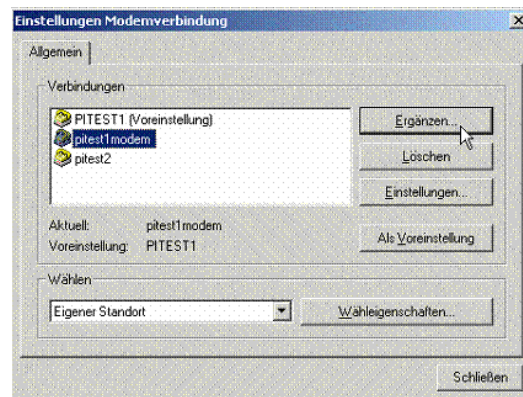 Einstellungen Modemverbindung
Allgemein
Verbindungen
PITEST1 (Voreinstellung)
pitest1modem
pitest2
Ergänzen...
Löschen
Einstellungen...
Aktuell: pitest1modem
Voreinstellung: PITEST1
Als Voreinstellung
Wählen
Eigener Standort
Wähleigenschaften...
Schließen